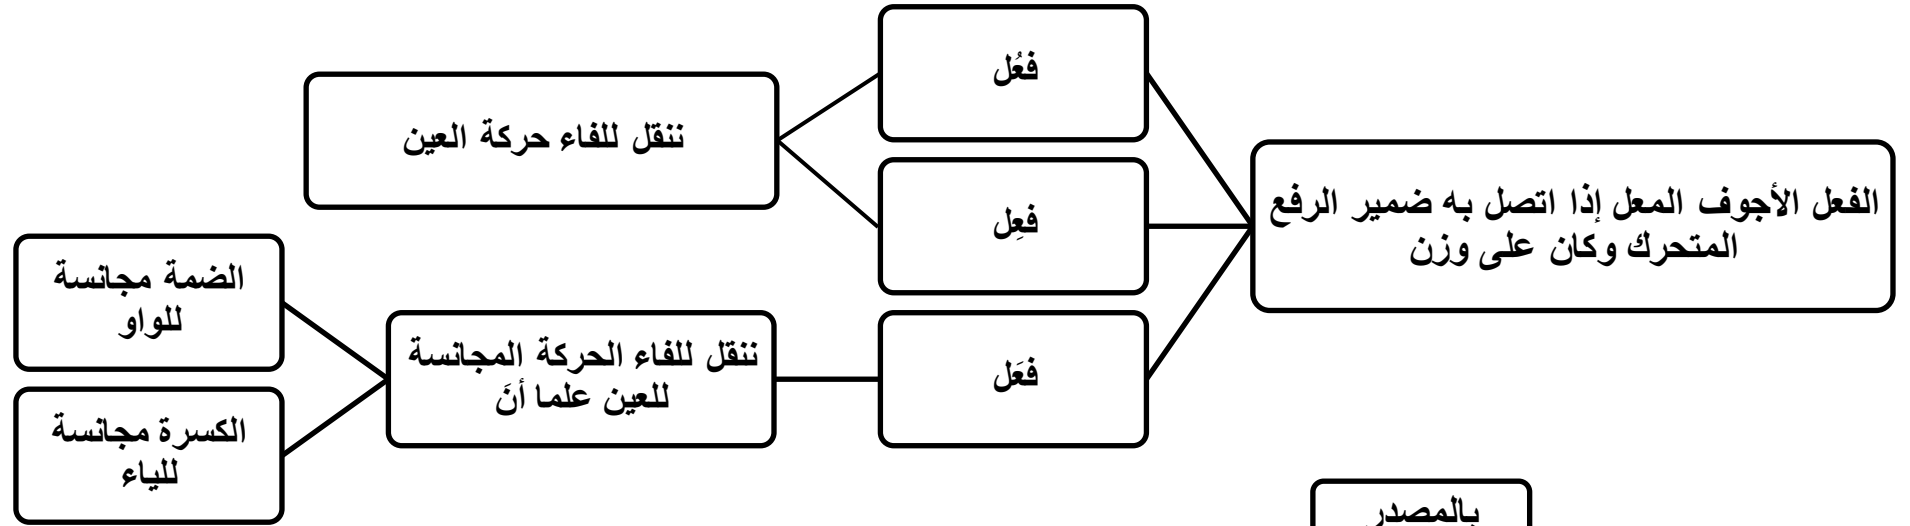 الفعل الأجوف المعل إذا اتصل به ضمير الرفع
المتحرك وكان على وزن
فعُل
فعِل
فعَل
ننقل للفاء حركة العين
ننقل للفاء الحركة المجانسة
للعين علما أنَ
الضمة مجانسة
للواو
الكسرة مجانسة
للياء
بالمصدر